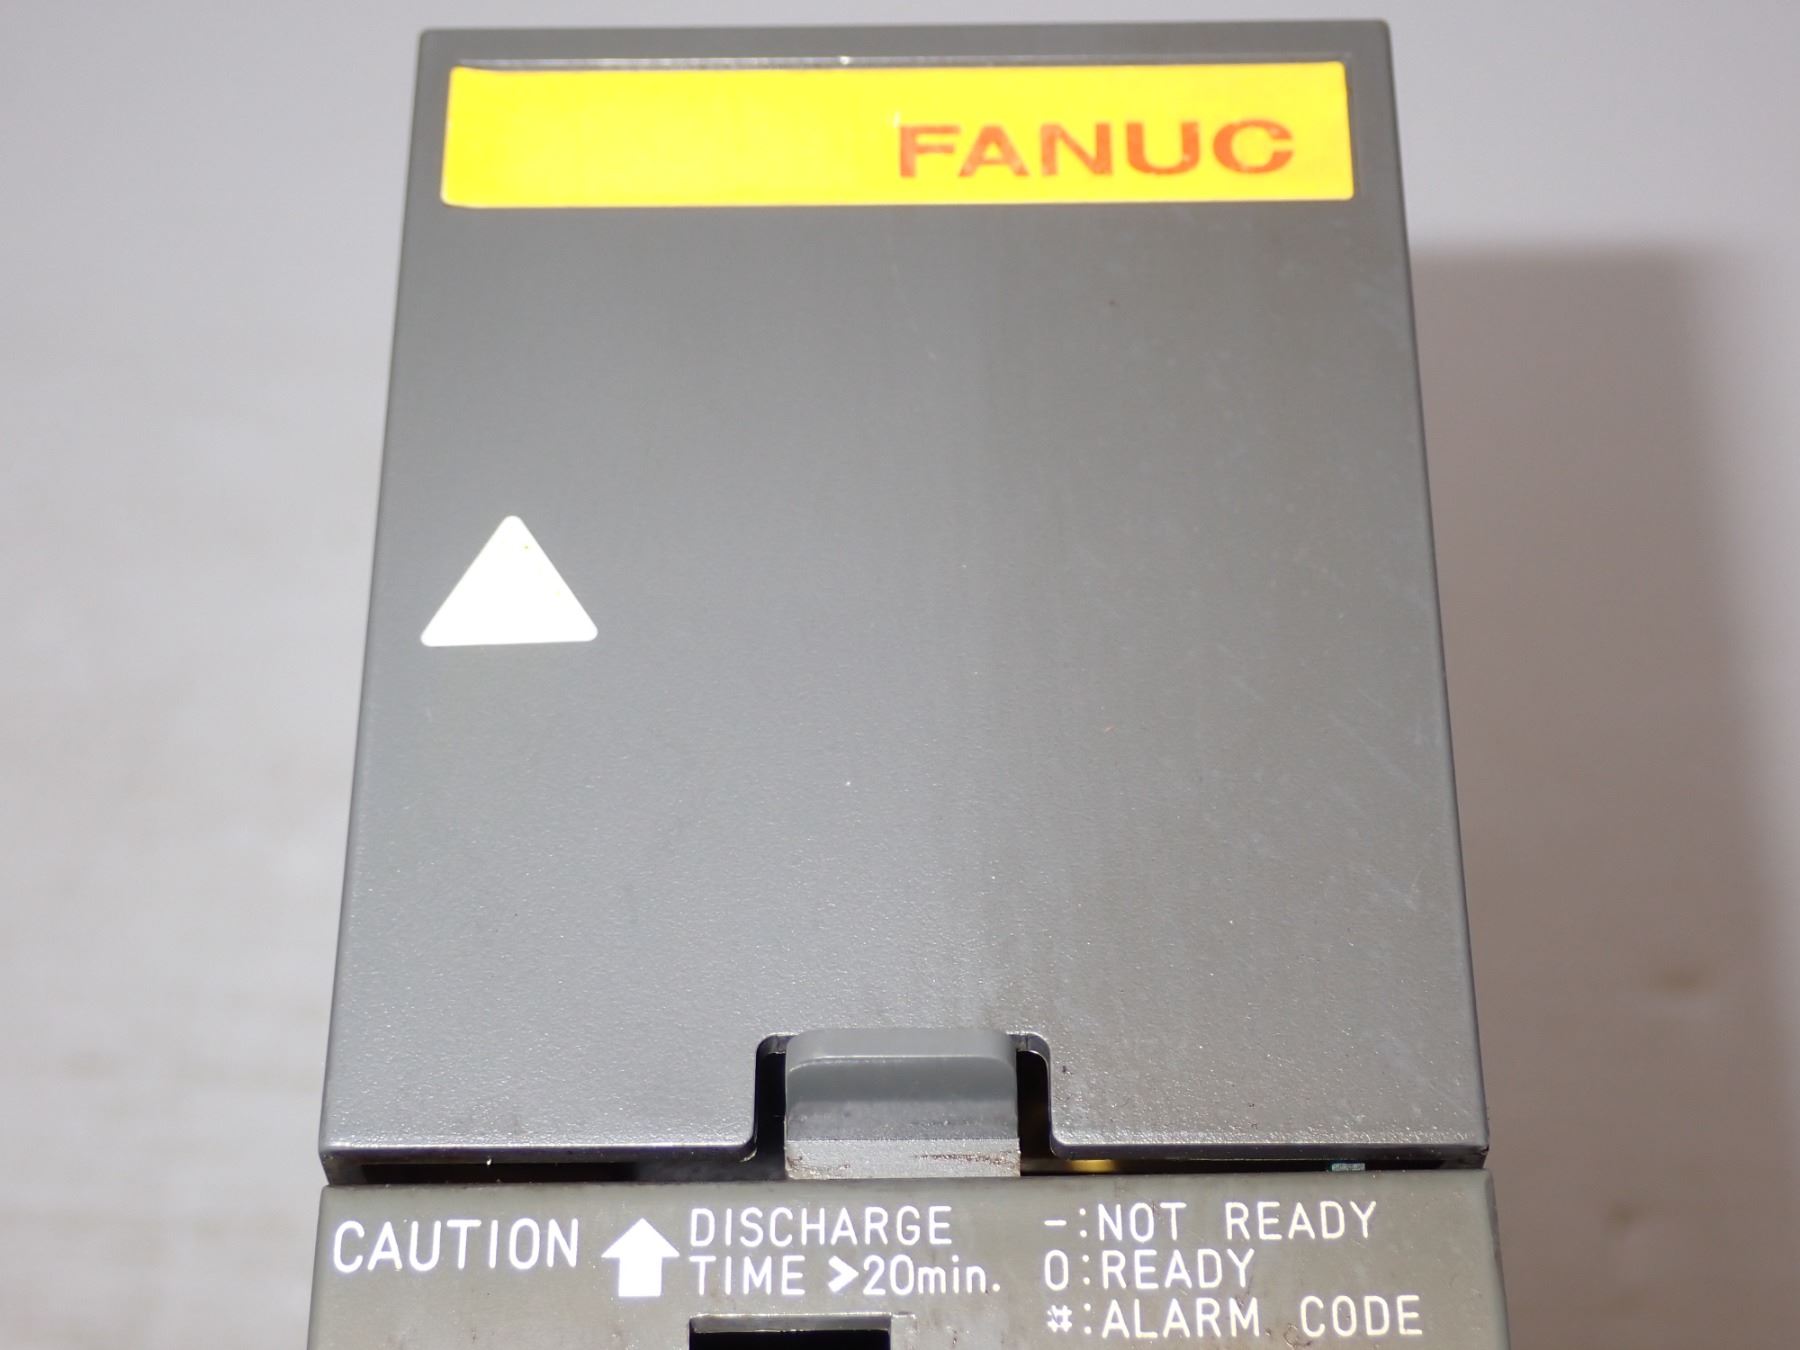 FANUC
CAUTION
DISCHARGE
TIME >20min.
-:NOT READY
0:READY
#:ALARM CODE